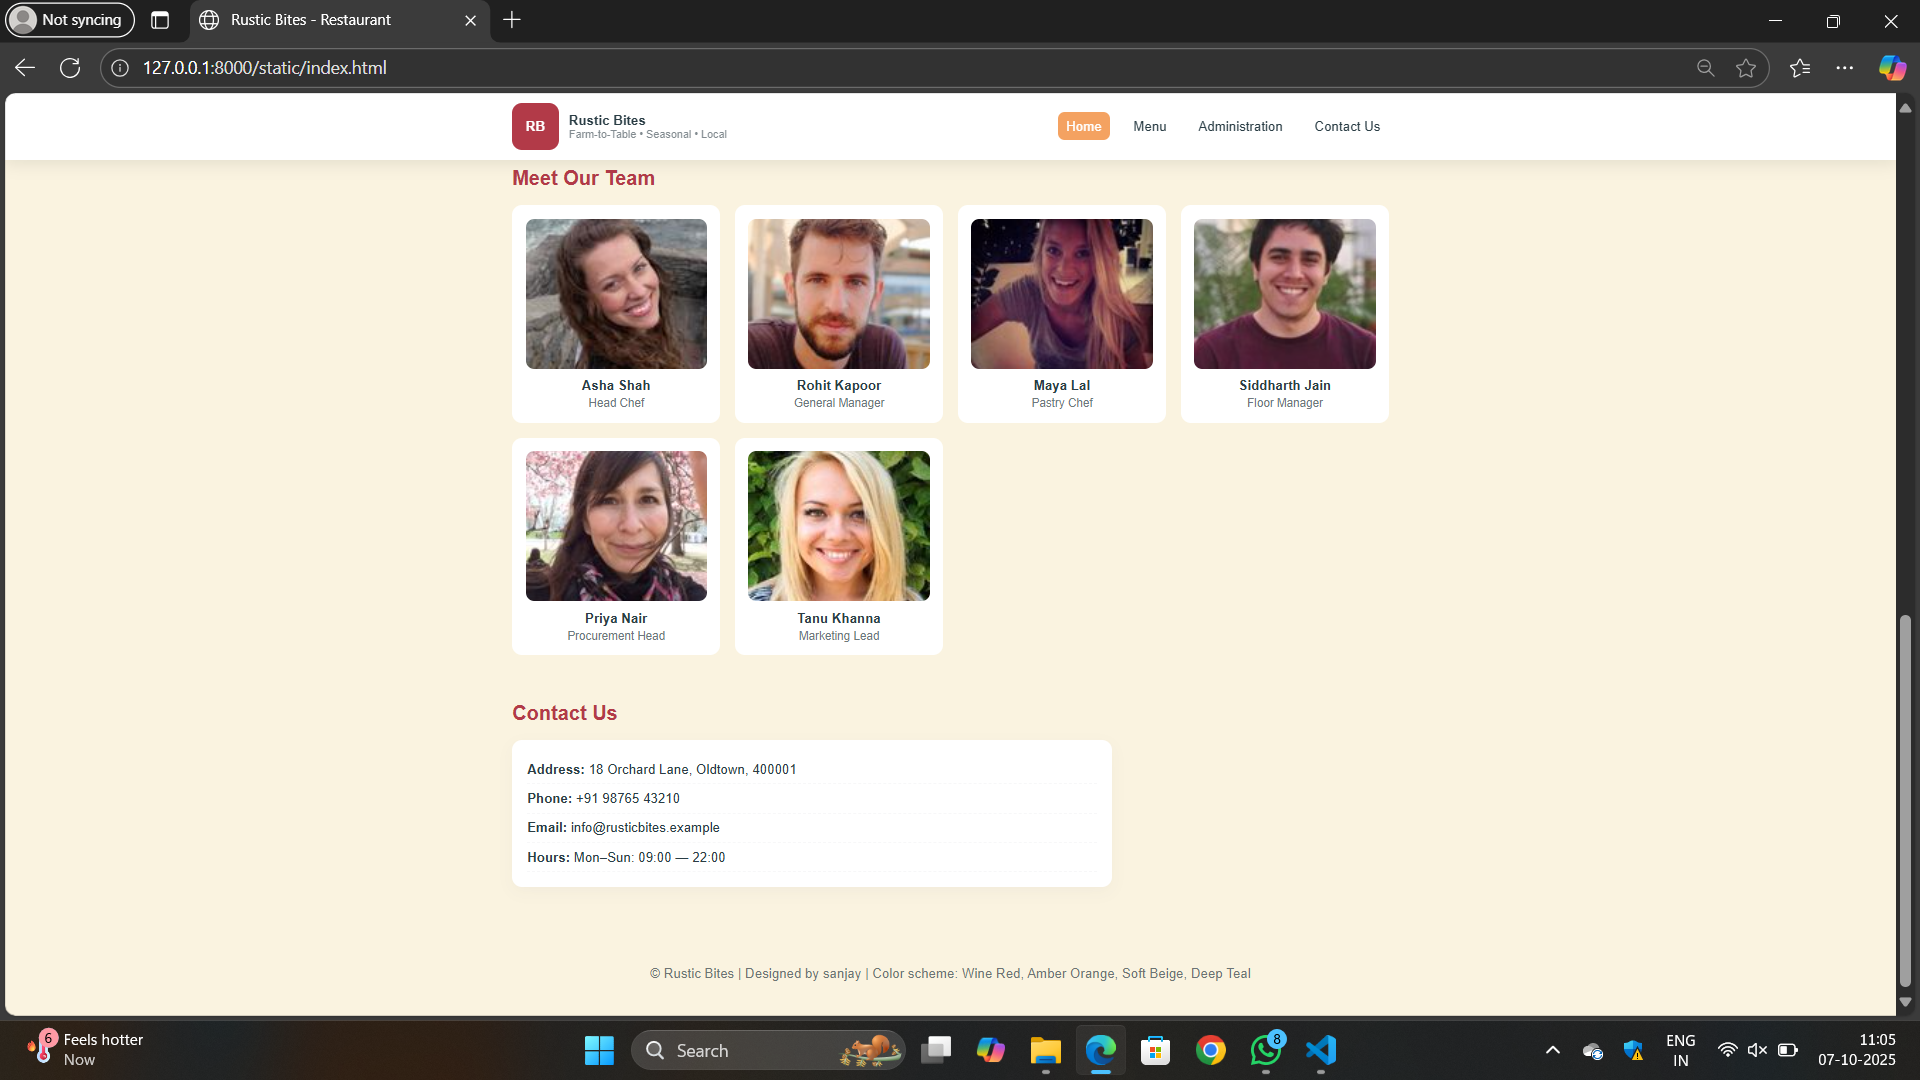 Not syncing
Rustic Bites - Restaurant
127.0.0.1:8000/static/index.html
RB
Rustic Bites
Farm-to-Table • Seasonal • Local
Home
Menu
Administration
Contact Us
Meet Our Team
Asha Shah
Head Chef
Rohit Kapoor
General Manager
Maya Lal
Pastry Chef
Siddharth Jain
Floor Manager
Priya Nair
Procurement Head
Tanu Khanna
Marketing Lead
Contact Us
Address: 18 Orchard Lane, Oldtown, 400001
Phone: +91 98765 43210
Email: info@rusticbites.example
Hours: Mon–Sun: 09:00 — 22:00
© Rustic Bites | Designed by sanjay | Color scheme: Wine Red, Amber Orange, Soft Beige, Deep Teal
6
Feels hotter
Now
Search
8
ENG
IN
11:05
07-10-2025